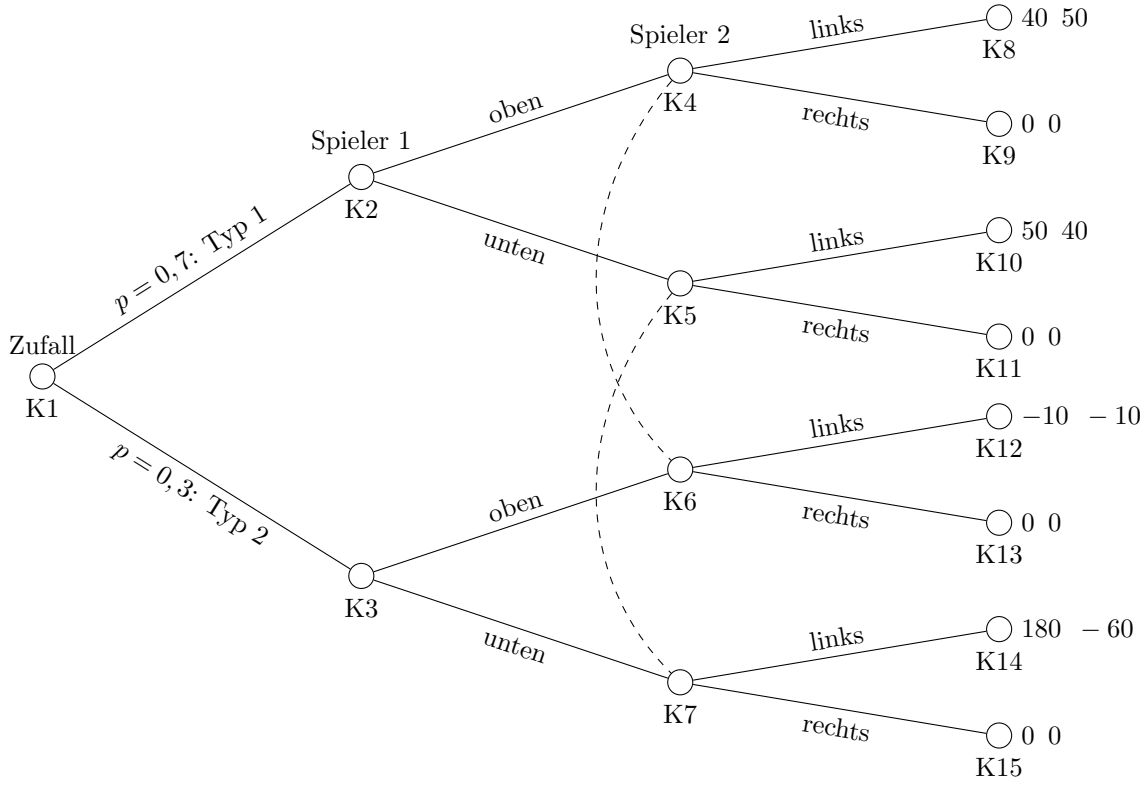 links
40 50
K8
Spieler 2
K4
oben
rechts
0 0
K9
Spieler 1
K2
p = 0,7: Typ 1
unten
links
50 40
K10
K5
rechts
0 0
K11
Zufall
K1
links
−10 −10
K12
p = 0,3: Typ 2
oben
K6
rechts
0 0
K13
K3
unten
links
180 −60
K14
K7
rechts
0 0
K15